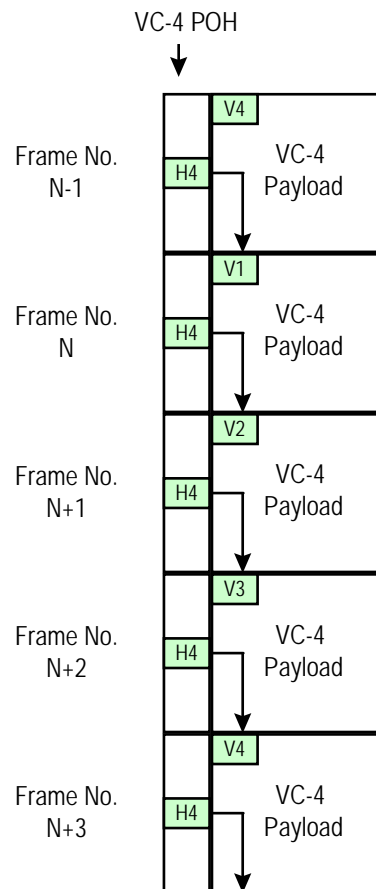 VC-4 POH
V4
Frame No.
N-1
H4
VC-4
Payload
V1
Frame No.
N
H4
VC-4
Payload
V2
Frame No.
N+1
H4
VC-4
Payload
V3
Frame No.
N+2
H4
VC-4
Payload
V4
Frame No.
N+3
H4
VC-4
Payload